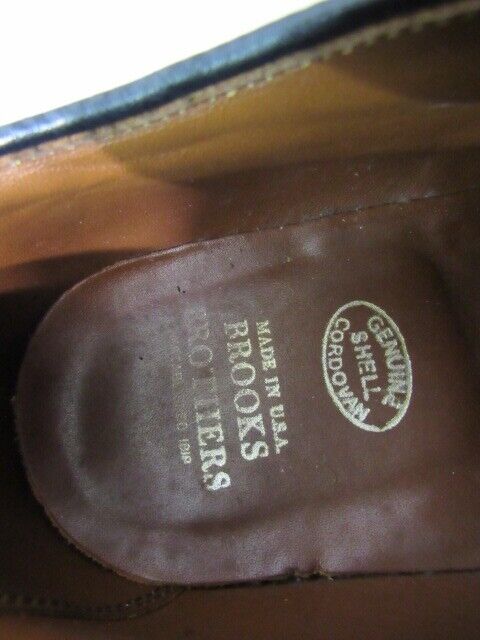 GENUINE
SHELL
CORDOVAN
MADE IN U.S.A.
BROOKS
BROTHERS